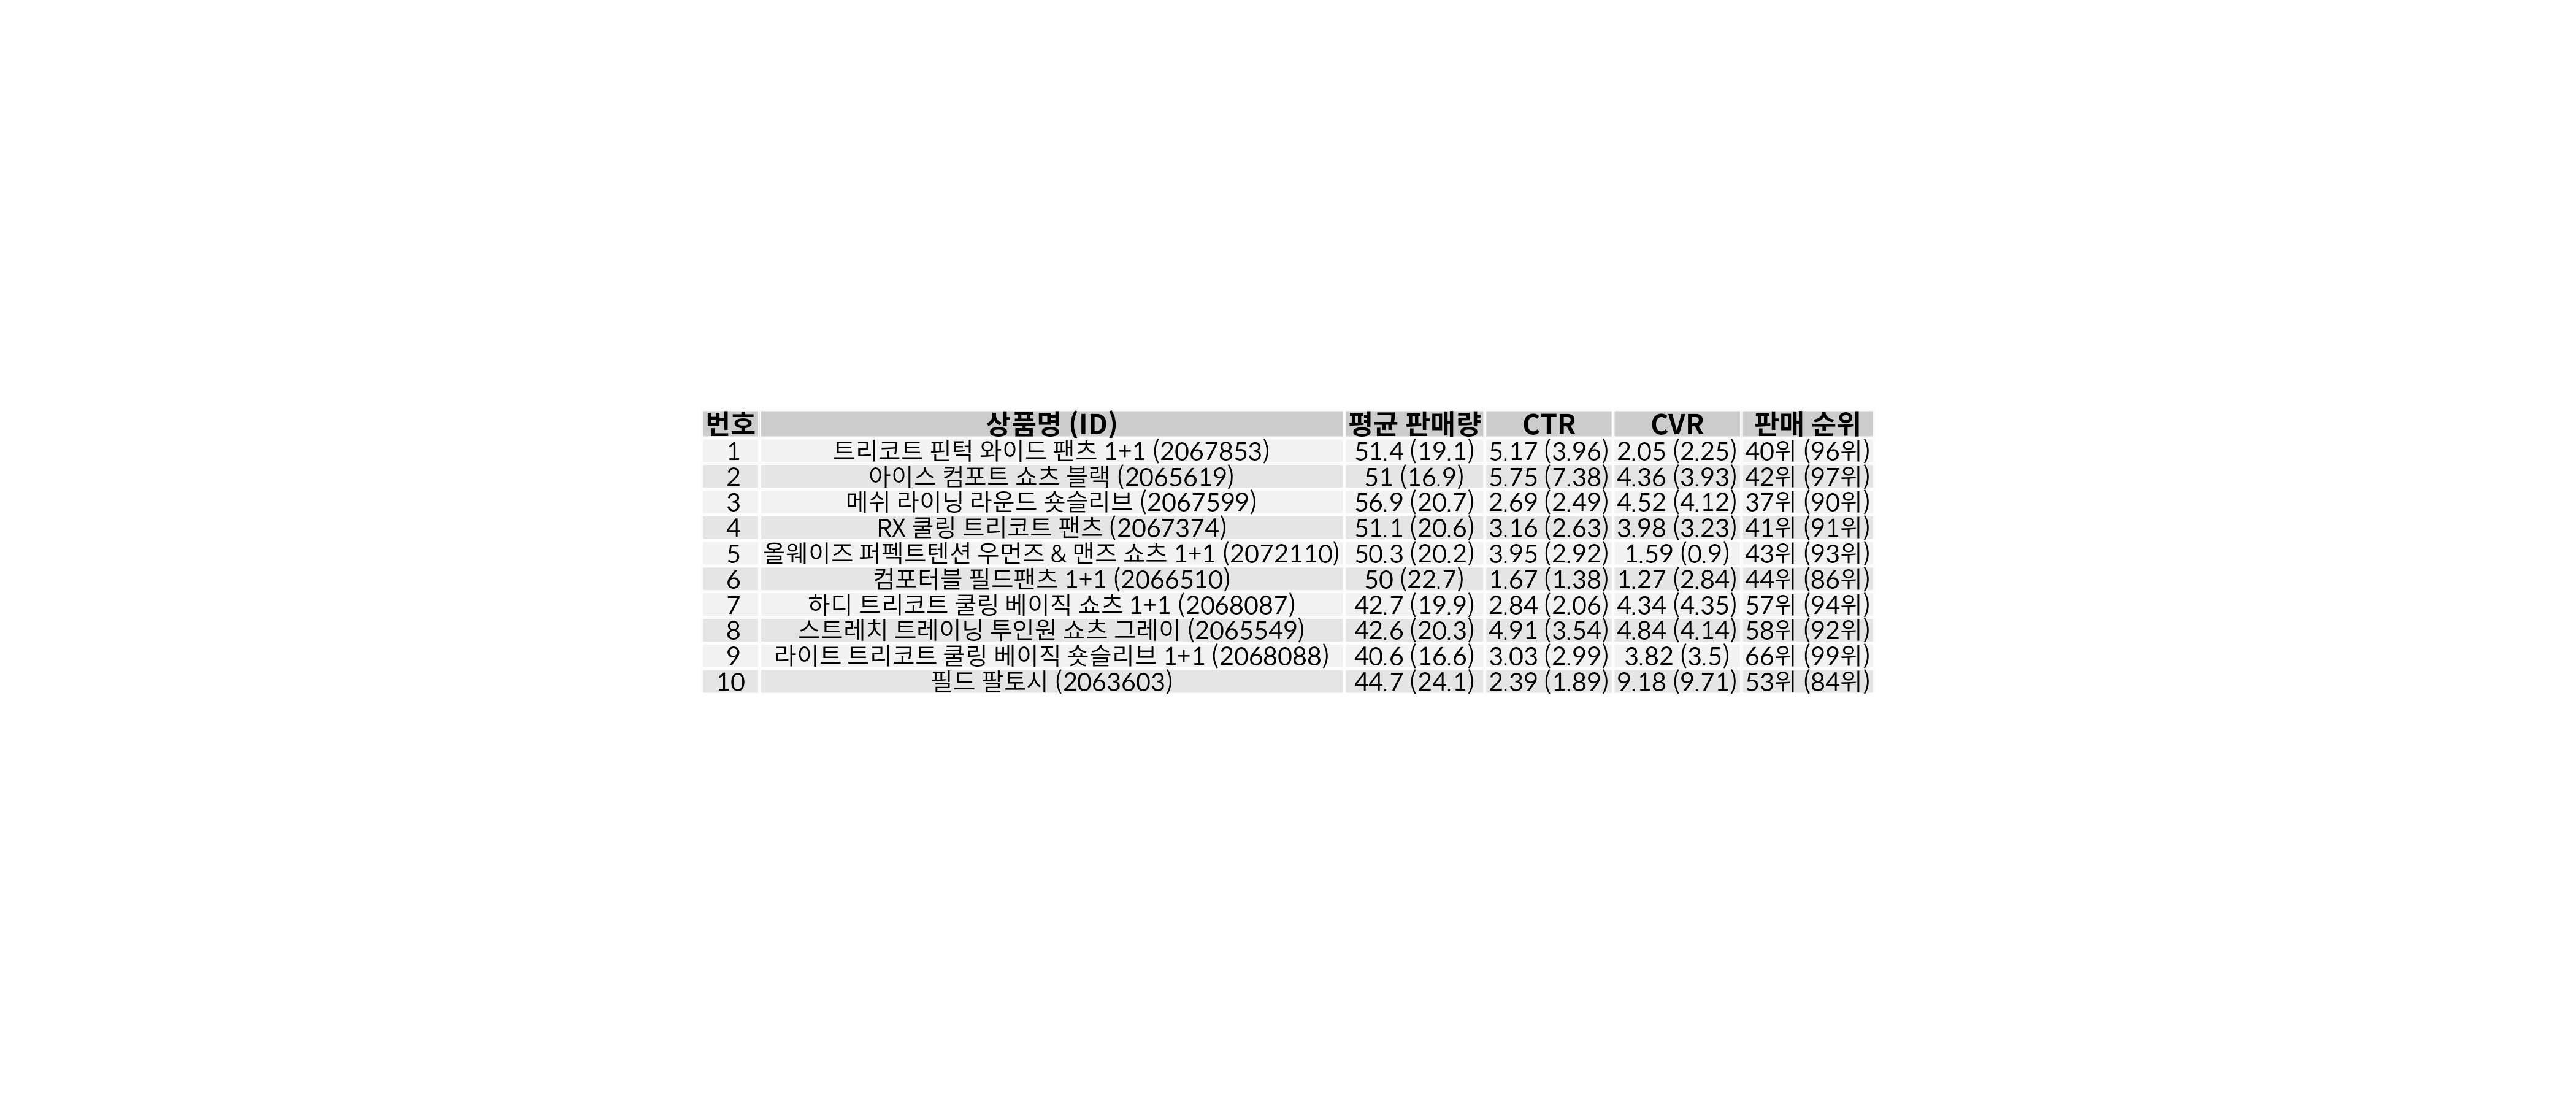 번호 상품명 (ID) 평균 판매량 CTR CVR 판매 순위
1 트리코트 핀턱 와이드 팬츠 1+1 (2067853) 51.4 (19.1) 5.17 (3.96) 2.05 (2.25) 40위 (96위)
2 아이스 컴포트 쇼츠 블랙 (2065619) 51 (16.9) 5.75 (7.38) 4.36 (3.93) 42위 (97위)
3 메쉬 라이닝 라운드 숏슬리브 (2067599) 56.9 (20.7) 2.69 (2.49) 4.52 (4.12) 37위 (90위)
4 RX 쿨링 트리코트 팬츠 (2067374) 51.1 (20.6) 3.16 (2.63) 3.98 (3.23) 41위 (91위)
5 올웨이즈 퍼펙트텐션 우먼즈 & 맨즈 쇼츠 1+1 (2072110) 50.3 (20.2) 3.95 (2.92) 1.59 (0.9) 43위 (93위)
6 컴포터블 필드팬츠 1+1 (2066510) 50 (22.7) 1.67 (1.38) 1.27 (2.84) 44위 (86위)
7 하디 트리코트 쿨링 베이직 쇼츠 1+1 (2068087) 42.7 (19.9) 2.84 (2.06) 4.34 (4.35) 57위 (94위)
8 스트레치 트레이닝 투인원 쇼츠 그레이 (2065549) 42.6 (20.3) 4.91 (3.54) 4.84 (4.14) 58위 (92위)
9 라이트 트리코트 쿨링 베이직 숏슬리브 1+1 (2068088) 40.6 (16.6) 3.03 (2.99) 3.82 (3.5) 66위 (99위)
10 필드 팔토시 (2063603) 44.7 (24.1) 2.39 (1.89) 9.18 (9.71) 53위 (84위)